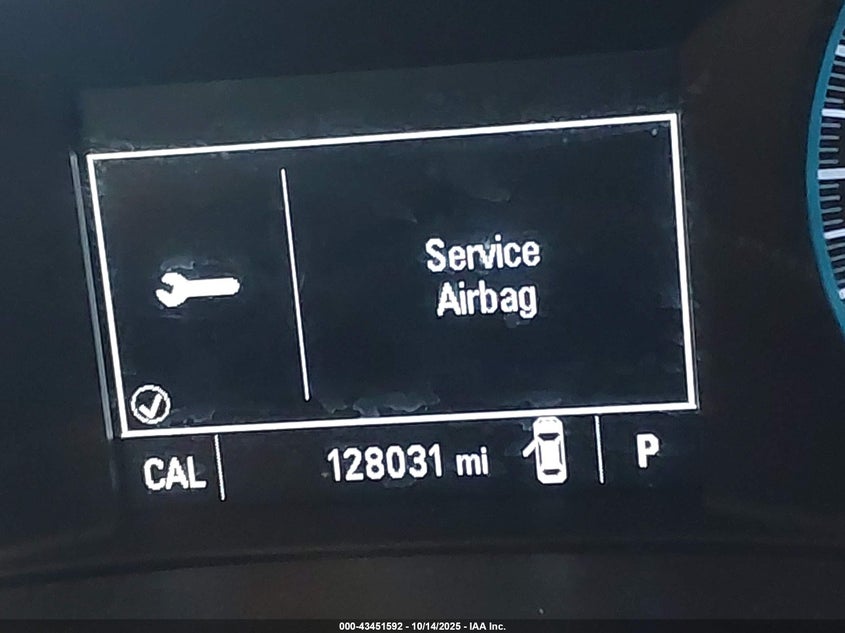 Service
Airbag
CAL
128031 mi
P
000-43451592 - 10/14/2025 - IAA Inc.